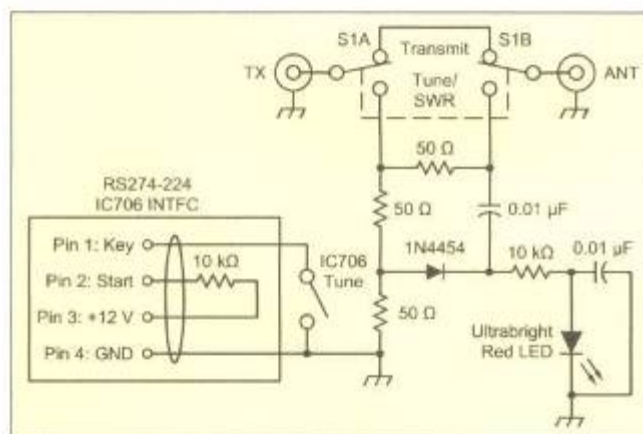 S1A
Transmit
S1B
TX
Tune/
SWR
ANT
50 Ω
RS274-224
IC706 INTFC
50 Ω
0.01 µF
Pin 1: Key
10 kΩ
IC706
Tune
1N4454
10 kΩ
0.01 µF
Pin 2: Start
Pin 3: +12 V
50 Ω
Ultrabright
Red LED
Pin 4: GND